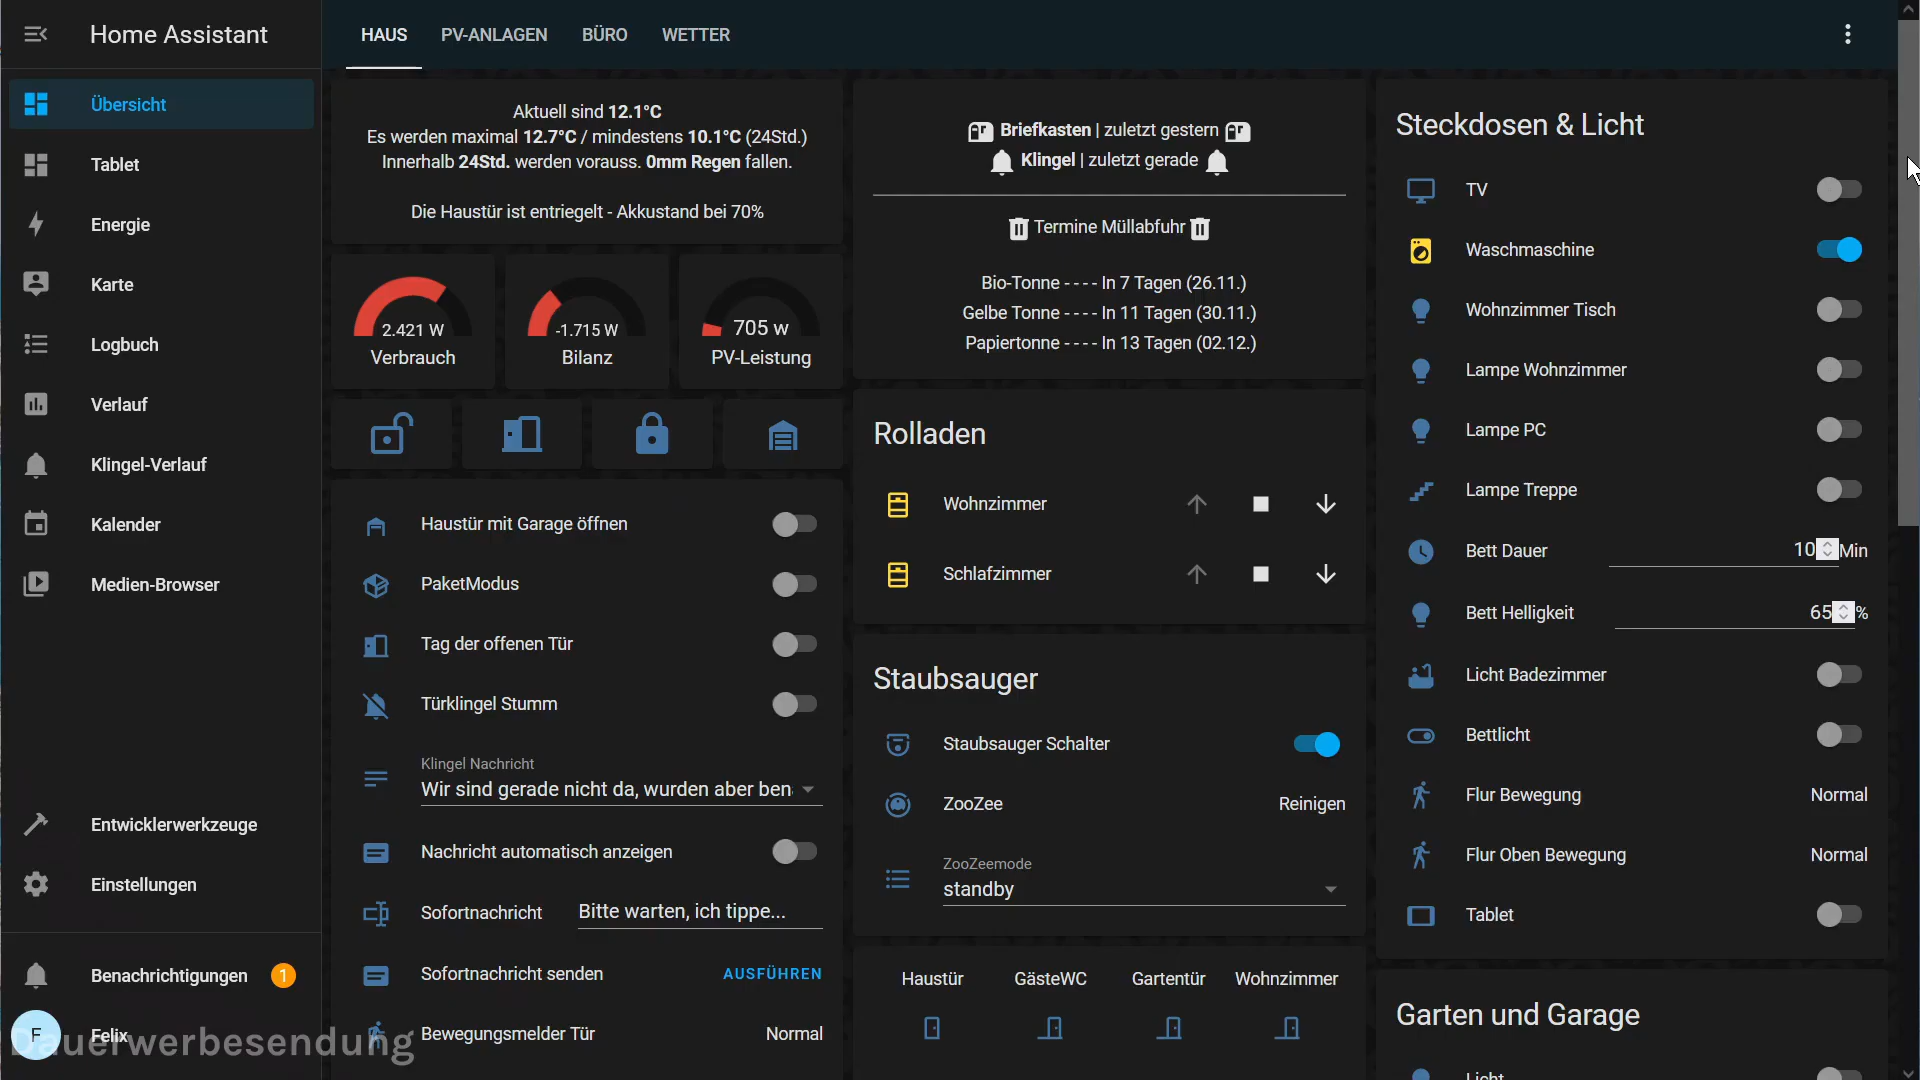 Home Assistant
HAUS
PV-ANLAGEN
BÜRO
WETTER
Übersicht
Tablet
Energie
Karte
Logbuch
Verlauf
Klingel-Verlauf
Kalender
Medien-Browser
Entwicklerwerkzeuge
Einstellungen
Benachrichtigungen 1
F Felix
Dauerwerbesendung
Aktuell sind 12.1°C
Es werden maximal 12.7°C / mindestens 10.1°C (24Std.)
Innerhalb 24Std. werden vorauss. 0mm Regen fallen.
Die Haustür ist entriegelt - Akkustand bei 70%
2.421 W
Verbrauch
-1.715 W
Bilanz
705 W
PV-Leistung
Haustür mit Garage öffnen
PaketModus
Tag der offenen Tür
Türklingel Stumm
Klingel Nachricht
Wir sind gerade nicht da, wurden aber ben
Nachricht automatisch anzeigen
Sofortnachricht Bitte warten, ich tippe...
Sofortnachricht senden AUSFÜHREN
Bewegungsmelder Tür Normal
Briefkasten | zuletzt gestern
Klingel | zuletzt gerade
Termine Müllabfuhr
Bio-Tonne - - - - In 7 Tagen (26.11.)
Gelbe Tonne - - - - In 11 Tagen (30.11.)
Papiertonne - - - - In 13 Tagen (02.12.)
Rolladen
Wohnzimmer
Schlafzimmer
Staubsauger
Staubsauger Schalter
ZooZee Reinigen
ZooZeemode
standby
Haustür GästeWC Gartentür Wohnzimmer
Steckdosen & Licht
TV
Waschmaschine
Wohnzimmer Tisch
Lampe Wohnzimmer
Lampe PC
Lampe Treppe
Bett Dauer 10 Min
Bett Helligkeit 65 %
Licht Badezimmer
Bettlicht
Flur Bewegung Normal
Flur Oben Bewegung Normal
Tablet
Garten und Garage
Licht